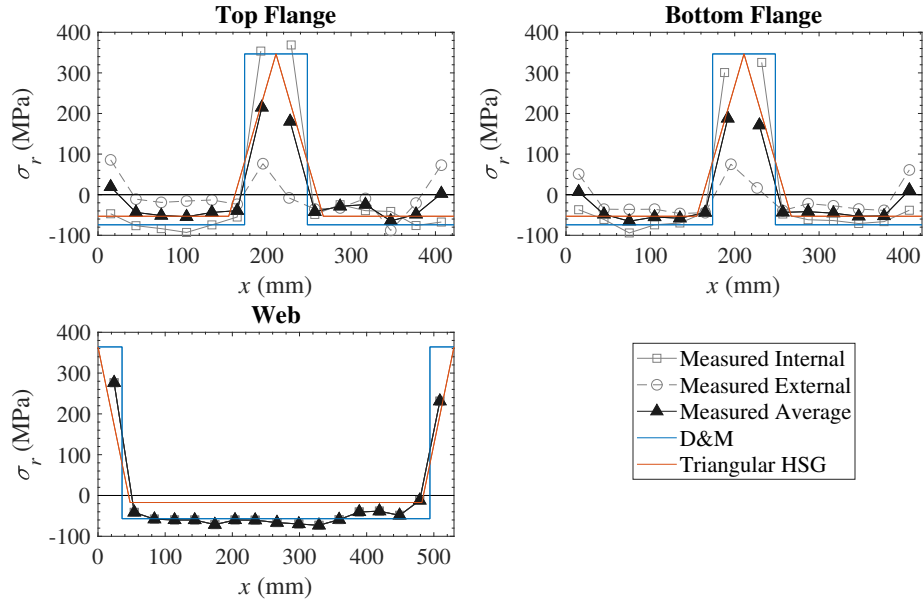 Top Flange
400
300
200
100
0
-100
σr (MPa)
0 100 200 300 400
x (mm)
Bottom Flange
400
300
200
100
0
-100
σr (MPa)
0 100 200 300 400
x (mm)
Web
400
300
200
100
0
-100
σr (MPa)
0 100 200 300 400 500
x (mm)
Measured Internal
Measured External
Measured Average
D&M
Triangular HSG